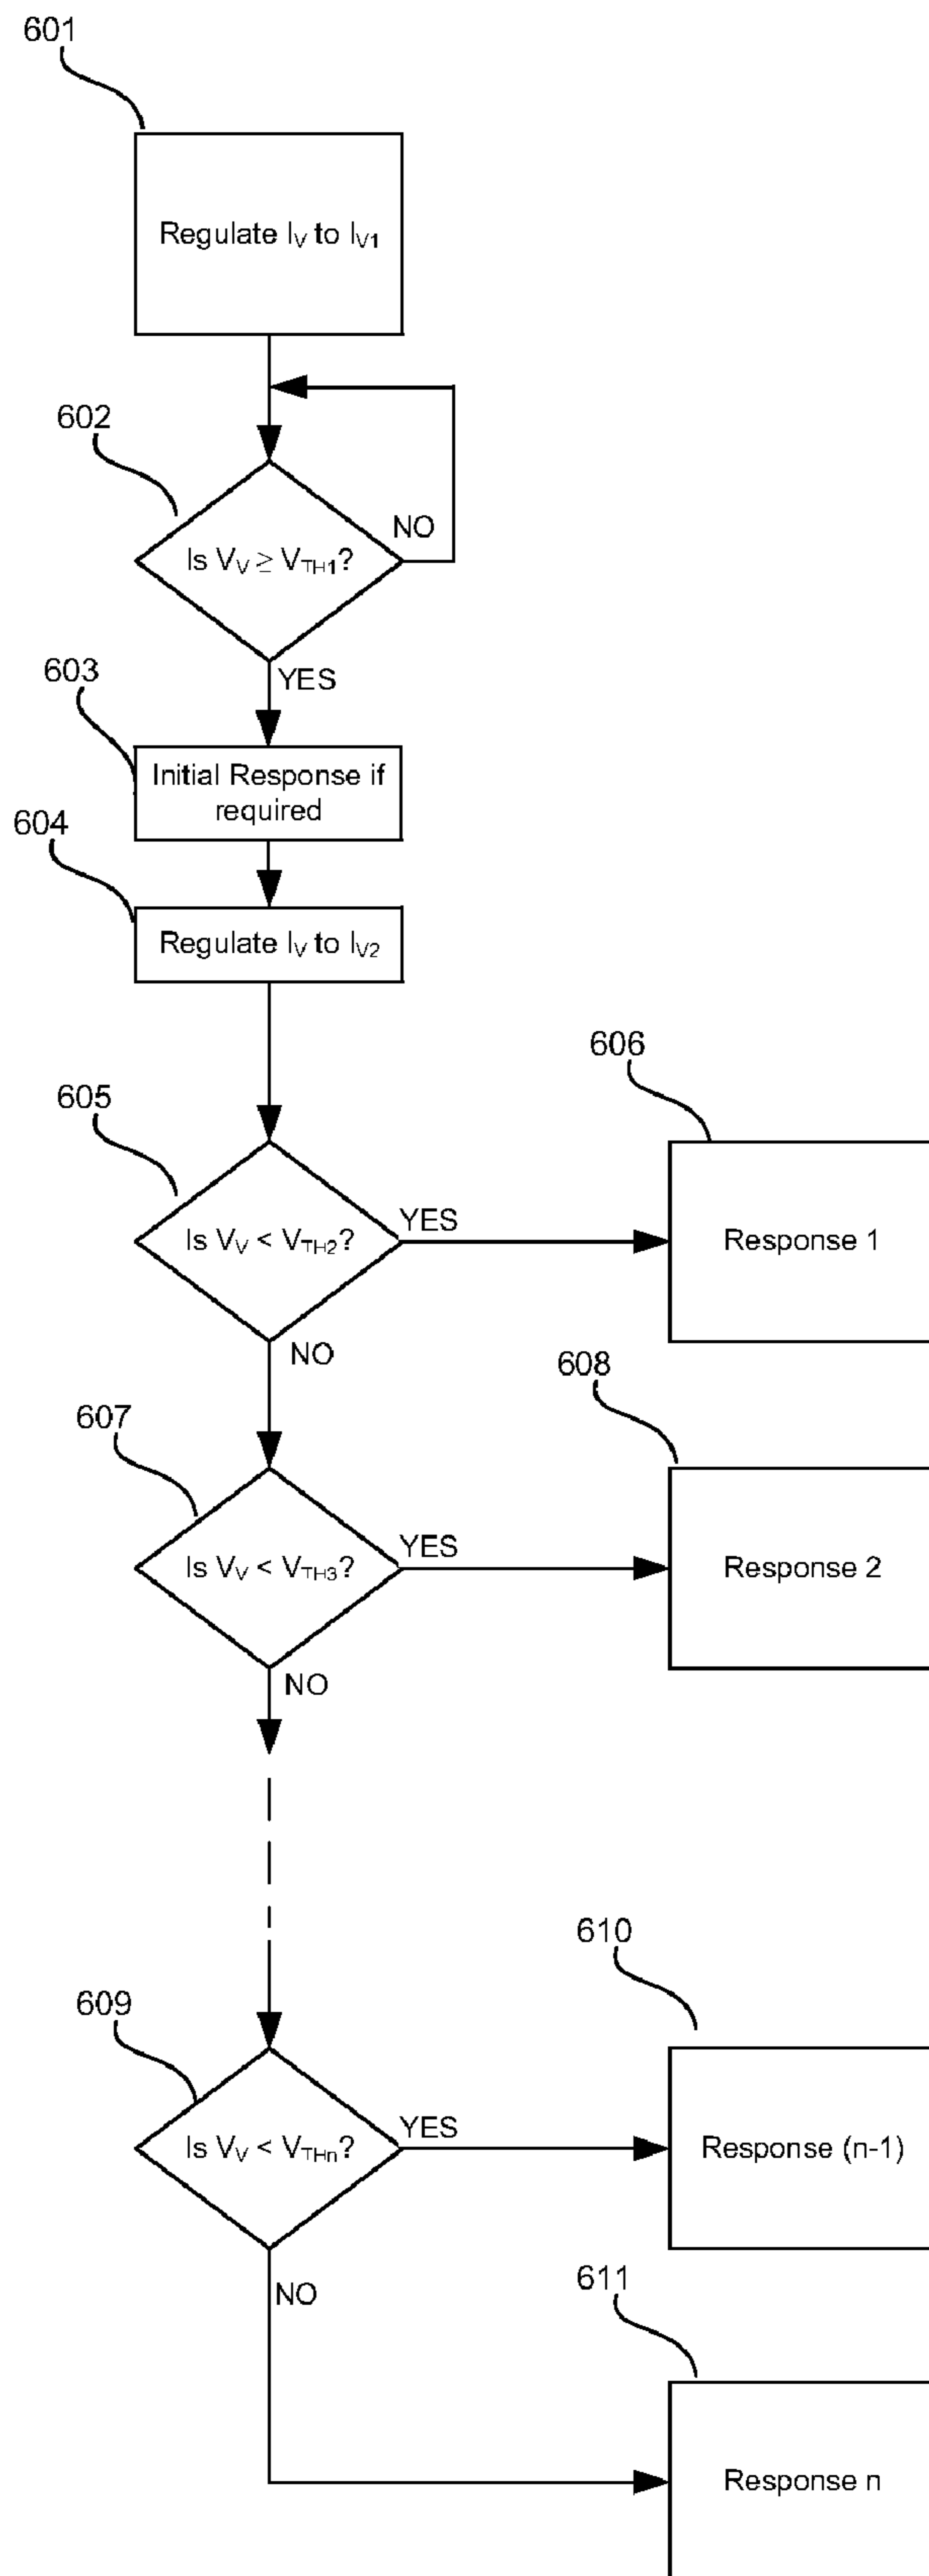 601
Regulate IV to IV1
602
Is VV ≥ VTH1?
NO
YES
603
Initial Response if
required
604
Regulate IV to IV2
605
Is VV < VTH2?
YES
606
Response 1
NO
607
Is VV < VTH3?
YES
608
Response 2
NO
609
Is VV < VTHn?
YES
610
Response (n-1)
NO
611
Response n